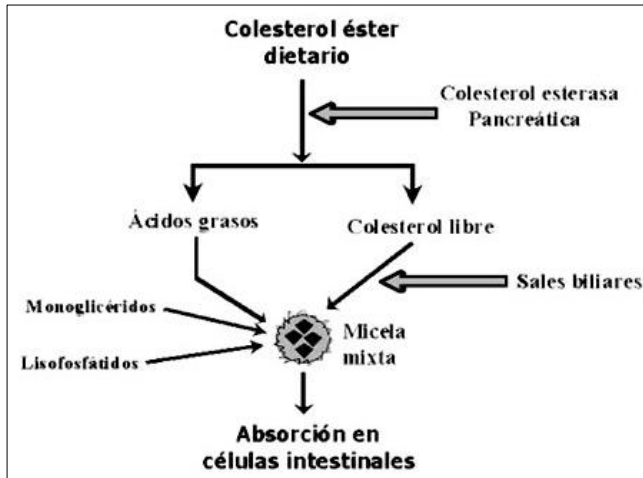 Colesterol éster
dietario
Colesterol esterasa
Pancreática
Ácidos grasos
Colesterol libre
Sales biliares
Monoglicéridos
Micela
mixta
Lisofosfátidos
Absorción en
células intestinales